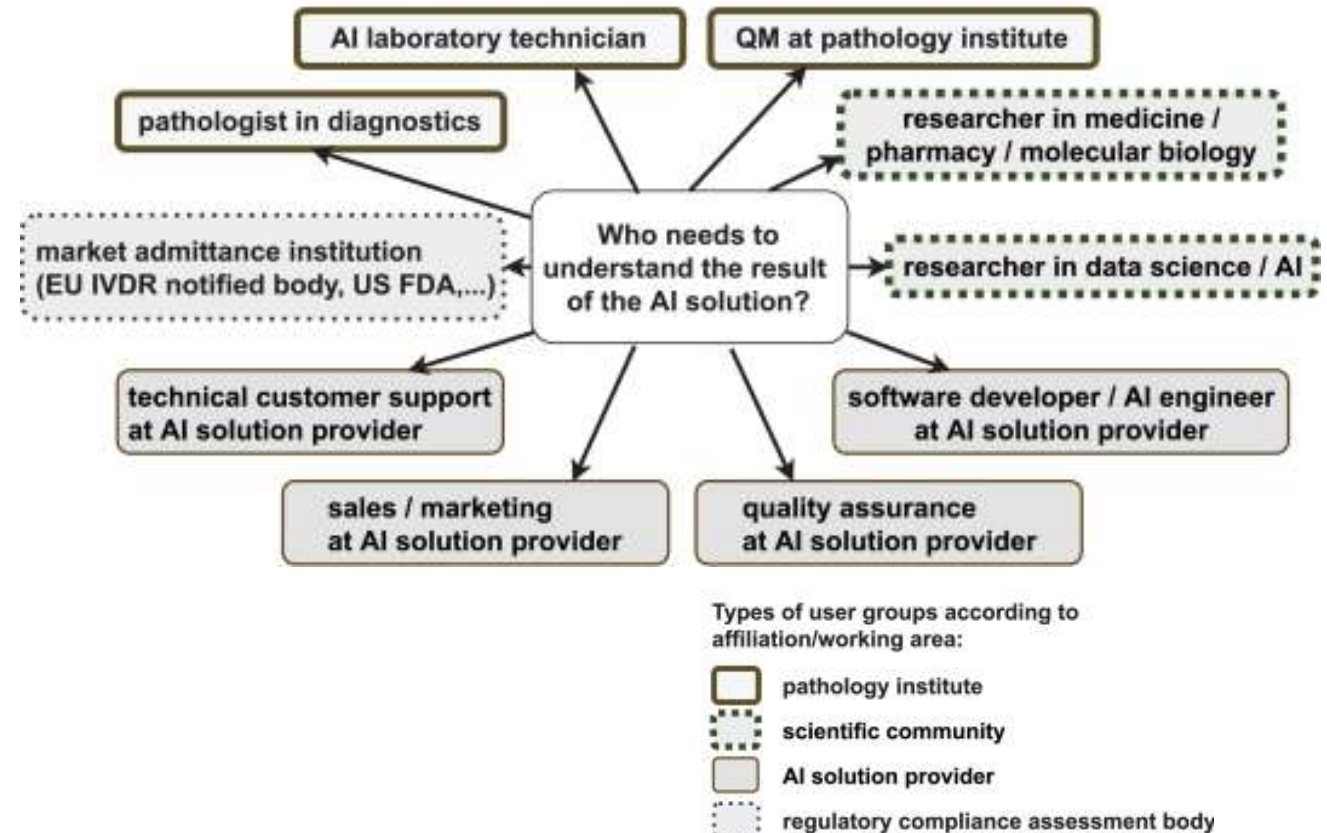 AI laboratory technician
QM at pathology institute
pathologist in diagnostics
researcher in medicine /
pharmacy / molecular biology
market admittance institution
(EU IVDR notified body, US FDA,...)
Who needs to
understand the result
of the AI solution?
researcher in data science / AI
technical customer support
at AI solution provider
software developer / AI engineer
at AI solution provider
sales / marketing
at AI solution provider
quality assurance
at AI solution provider
Types of user groups according to
affiliation/working area:
pathology institute
scientific community
AI solution provider
regulatory compliance assessment body